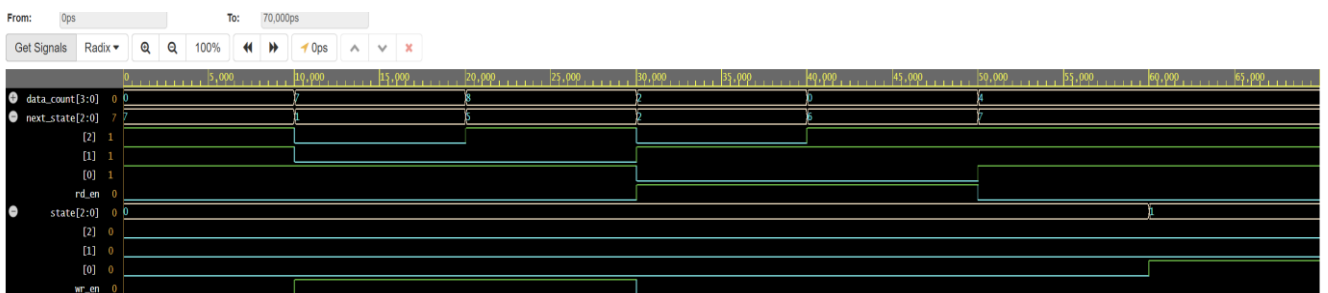 From: 0ps To: 70,000ps
Get Signals Radix 100% 0ps
0 5,000 10,000 15,000 20,000 25,000 30,000 35,000 40,000 45,000 50,000 55,000 60,000 65,000
data_count[3:0] 0 0 7 8 2 0 4
next_state[2:0] 7 7 1 5 2 6 7
[2] 1
[1] 1
[0] 1
rd_en 0
state[2:0] 0 0 1
[2] 0
[1] 0
[0] 0
wr_en 0